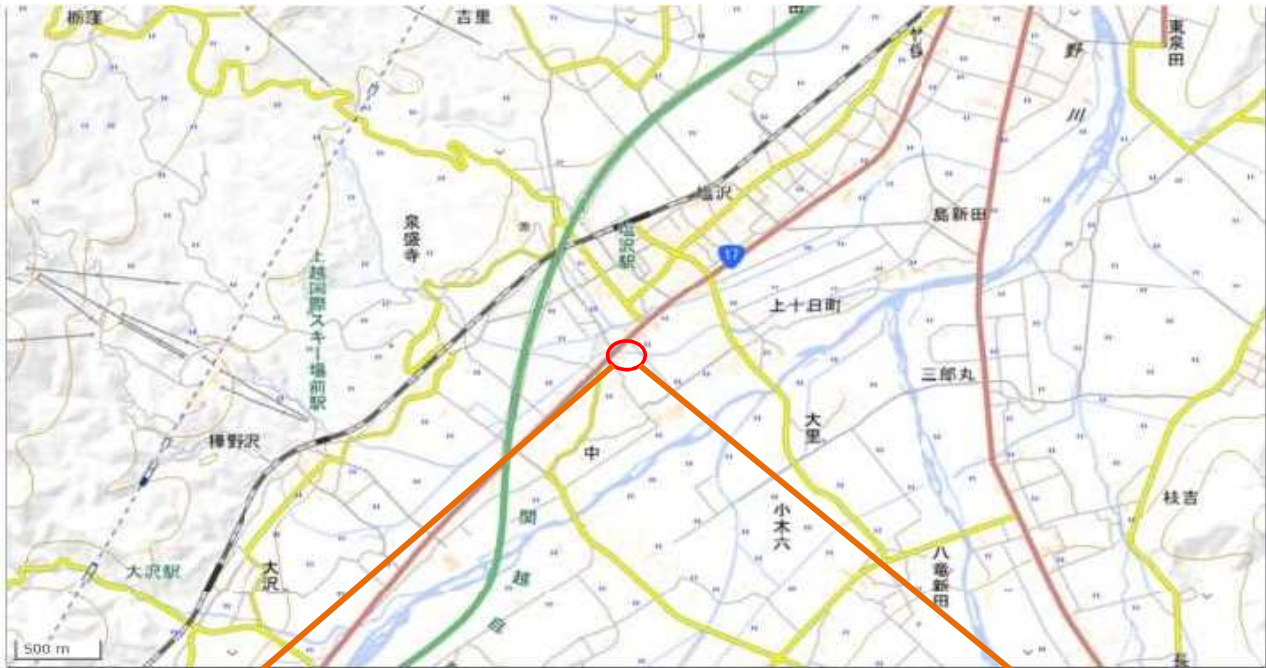 栃窪
吉里
東泉田
野
川
塩沢
塩沢駅
泉盛寺
島新田
17
上越国際スキー場前駅
上十日町
三郎丸
大里
樺野沢
中
枝吉
小木六
関
越
八竜新田
大沢駅
大沢
500 m